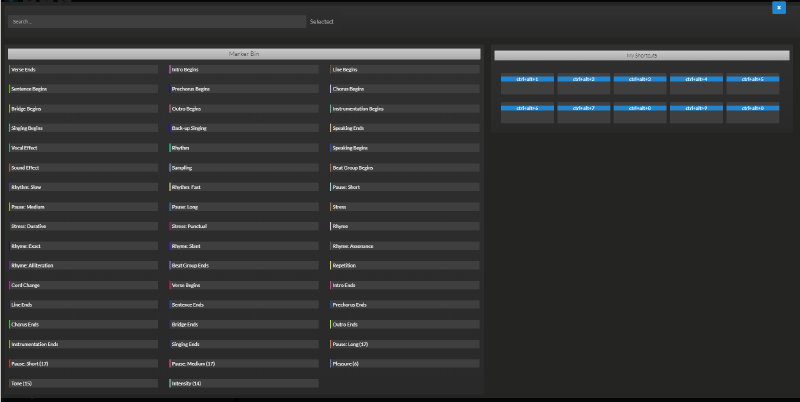 Search...
Selected:
Marker Bin
Verse Ends
Intro Begins
Line Begins
Sentence Begins
Prechorus Begins
Chorus Begins
Bridge Begins
Outro Begins
Instrumentation Begins
Singing Begins
Back-up Singing
Speaking Ends
Vocal Effect
Rhythm
Speaking Begins
Sound Effect
Sampling
Beat Group Begins
Rhythm: Slow
Rhythm: Fast
Pause: Short
Pause: Medium
Pause: Long
Stress
Stress: Durative
Stress: Punctual
Rhyme
Rhyme: Exact
Rhyme: Slant
Rhyme: Assonance
Rhyme: Alliteration
Beat Group Ends
Repetition
Cord Change
Verse Begins
Intro Ends
Line Ends
Sentence Ends
Prechorus Ends
Chorus Ends
Bridge Ends
Outro Ends
Instrumentation Ends
Singing Ends
Pause: Long (17)
Pause: Short (17)
Pause: Medium (17)
Pleasure (6)
Tone (55)
Intensity (14)
My Shortcuts
ctrl+alt+1
ctrl+alt+2
ctrl+alt+3
ctrl+alt+4
ctrl+alt+5
ctrl+alt+6
ctrl+alt+7
ctrl+alt+8
ctrl+alt+9
ctrl+alt+0